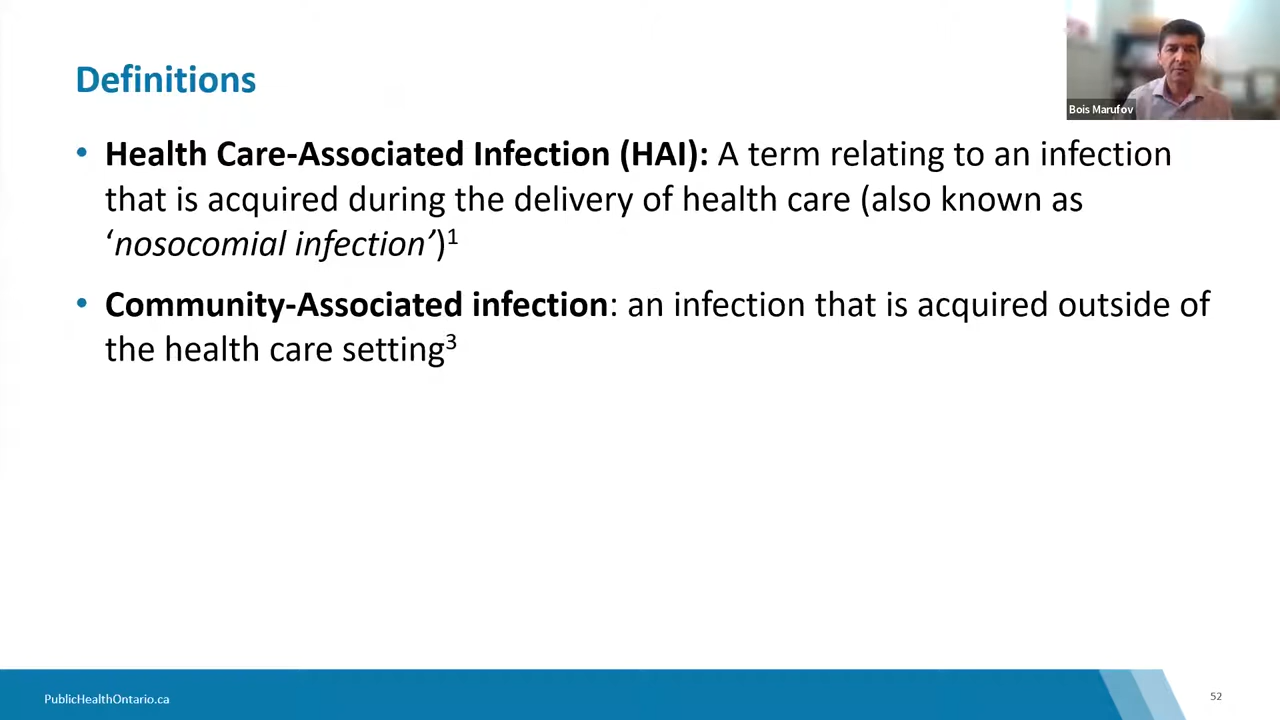 Definitions
Bois Marufov
• Health Care-Associated Infection (HAI): A term relating to an infection
that is acquired during the delivery of health care (also known as
‘nosocomial infection’)¹
• Community-Associated infection: an infection that is acquired outside of
the health care setting³
PublicHealthOntario.ca
52